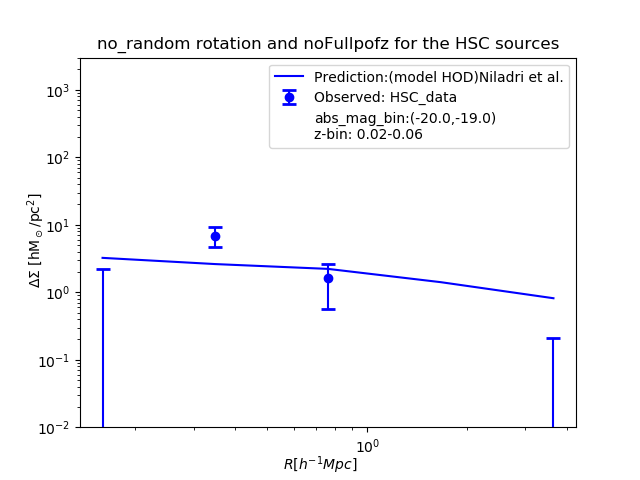 no_random rotation and noFullpofz for the HSC sources
Prediction:(model HOD)Niladri et al.
Observed: HSC_data
abs_mag_bin:(-20.0,-19.0)
z-bin: 0.02-0.06
10³
10²
10¹
10⁰
10⁻¹
10⁻²
ΔΣ [hM☉/pc²]
10⁰
R[h⁻¹Mpc]